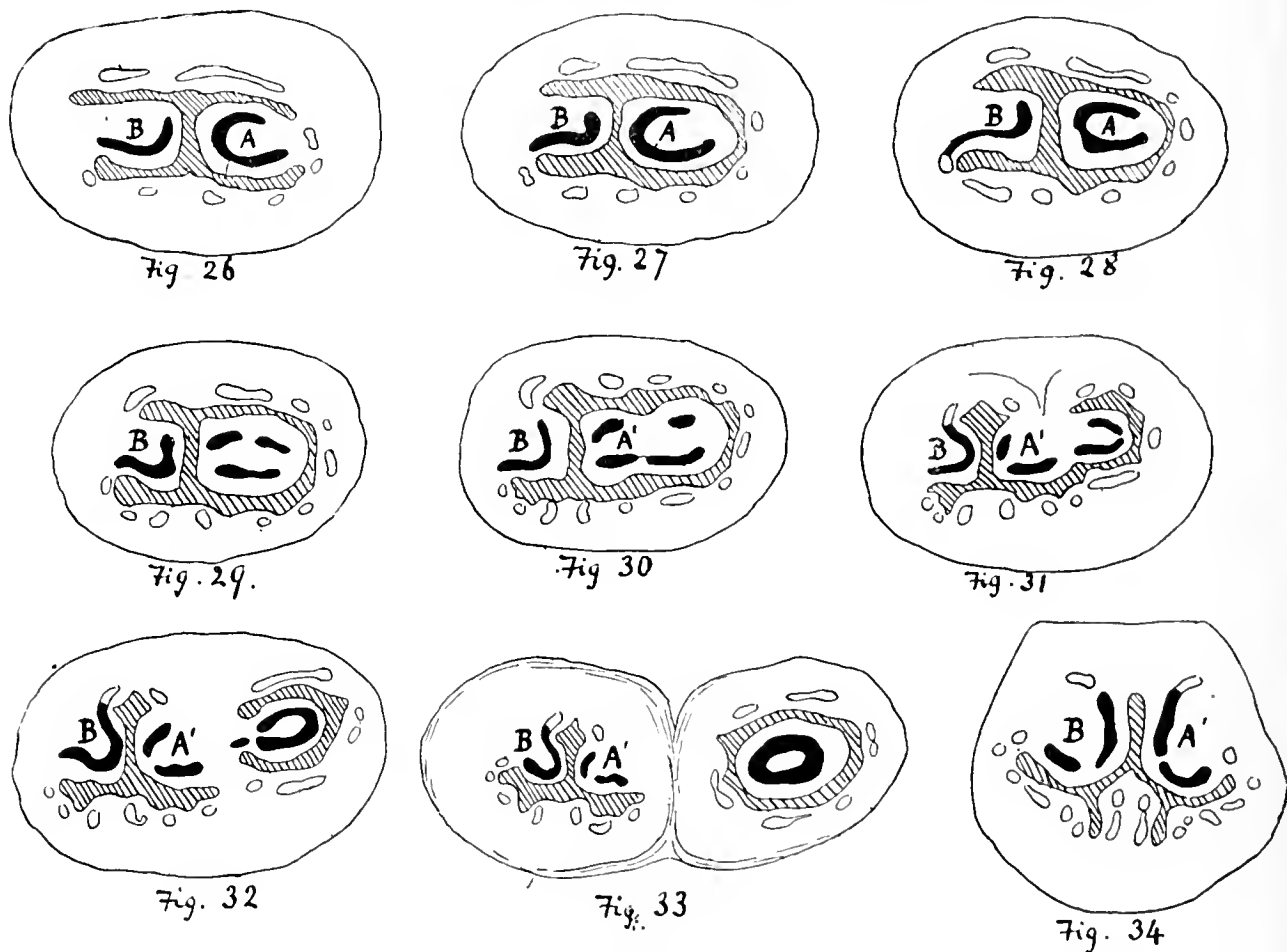 B A
Fig. 26
B A
Fig. 27
B A
Fig. 28
B
Fig. 29.
B A'
Fig 30
B A'
Fig. 31
B A'
Fig. 32
B A'
Fig. 33
B A'
Fig. 34